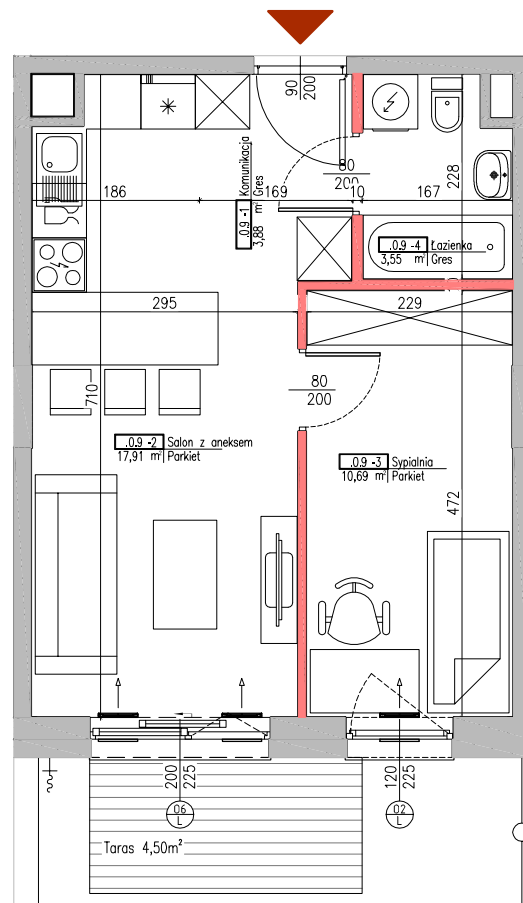 90
200
80
200
186
169
10
167
228
.0.9 -1 Komunikacja
3,88 m² Gres
.0.9 -4 Łazienka
3,55 m² Gres
295
229
710
80
200
.0.9 -2 Salon z aneksem
17,91 m² Parkiet
.0.9 -3 Sypialnia
10,69 m² Parkiet
472
200
225
120
225
06
L
02
L
Taras 4,50m²